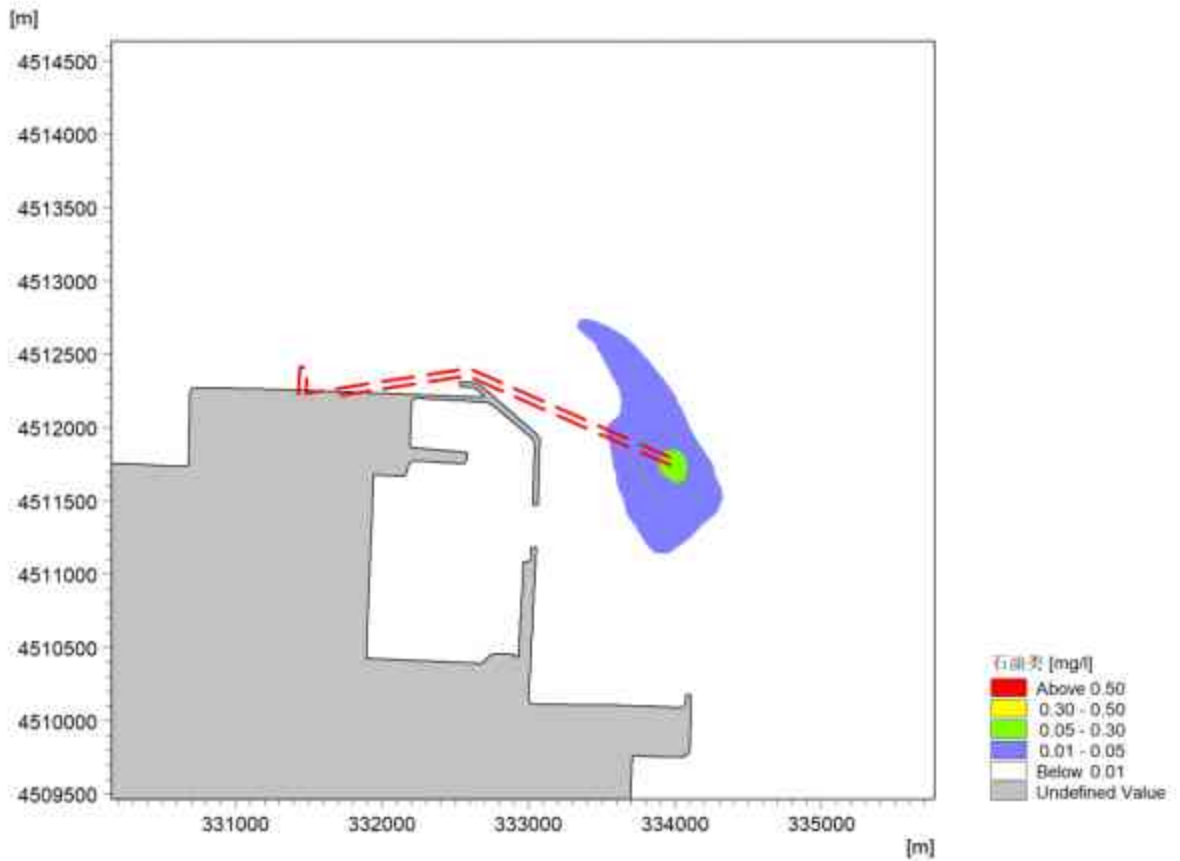 [m]
4514500
4514000
4513500
4513000
4512500
4512000
4511500
4511000
4510500
4510000
4509500
331000
332000
333000
334000
335000
[m]
石油类 [mg/l]
Above 0.50
0.30 - 0.50
0.05 - 0.30
0.01 - 0.05
Below 0.01
Undefined Value